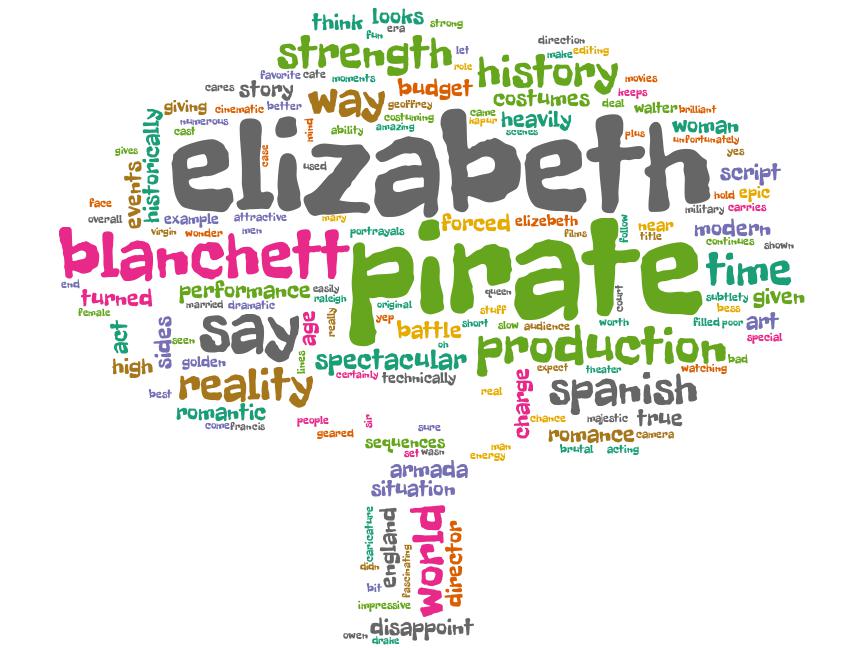 think looks strong
fun era
strength let direction
make editing
favorite cate moments role history movies
cares story budget keeps
giving cinematic better way geoffrey costumes deal walter brilliant
numerous costuming came heavily
cast mind ability amazing kapur scenes plus woman
historically unfortunately
gives case elizabeth yes
events used script
face hold epic
overall example attractive mary forced elizebeth military carries
virgin wonder men portrayals films follow near title modern
blanchett pirate continues shown
end turned performance easily queen court time
female married dramatic raleigh original stuff subtlety given
act sides say age really yep battle short slow audience worth bess
seen filled poor art
special
high golden lines spectacular oh production bad
certainly technically expect theater watching
best reality real charge spanish
romantic chance majestic true
come francis people sir
geared sure romance camera
sequences man brutal acting
set wasn energy
armada
situation
caricature england world director
didn fascinating
bit
impressive
disappoint
owen drake